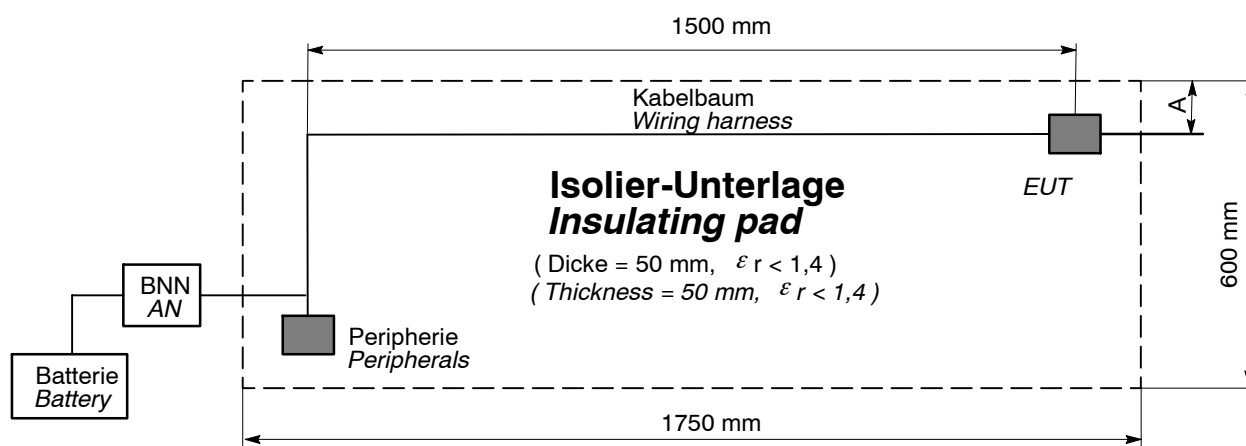 1500 mm
Kabelbaum
Wiring harness
A
Isolier-Unterlage
Insulating pad
EUT
( Dicke = 50 mm, ε r < 1,4 )
( Thickness = 50 mm, ε r < 1,4 )
600 mm
BNN
AN
Peripherie
Peripherals
Batterie
Battery
1750 mm